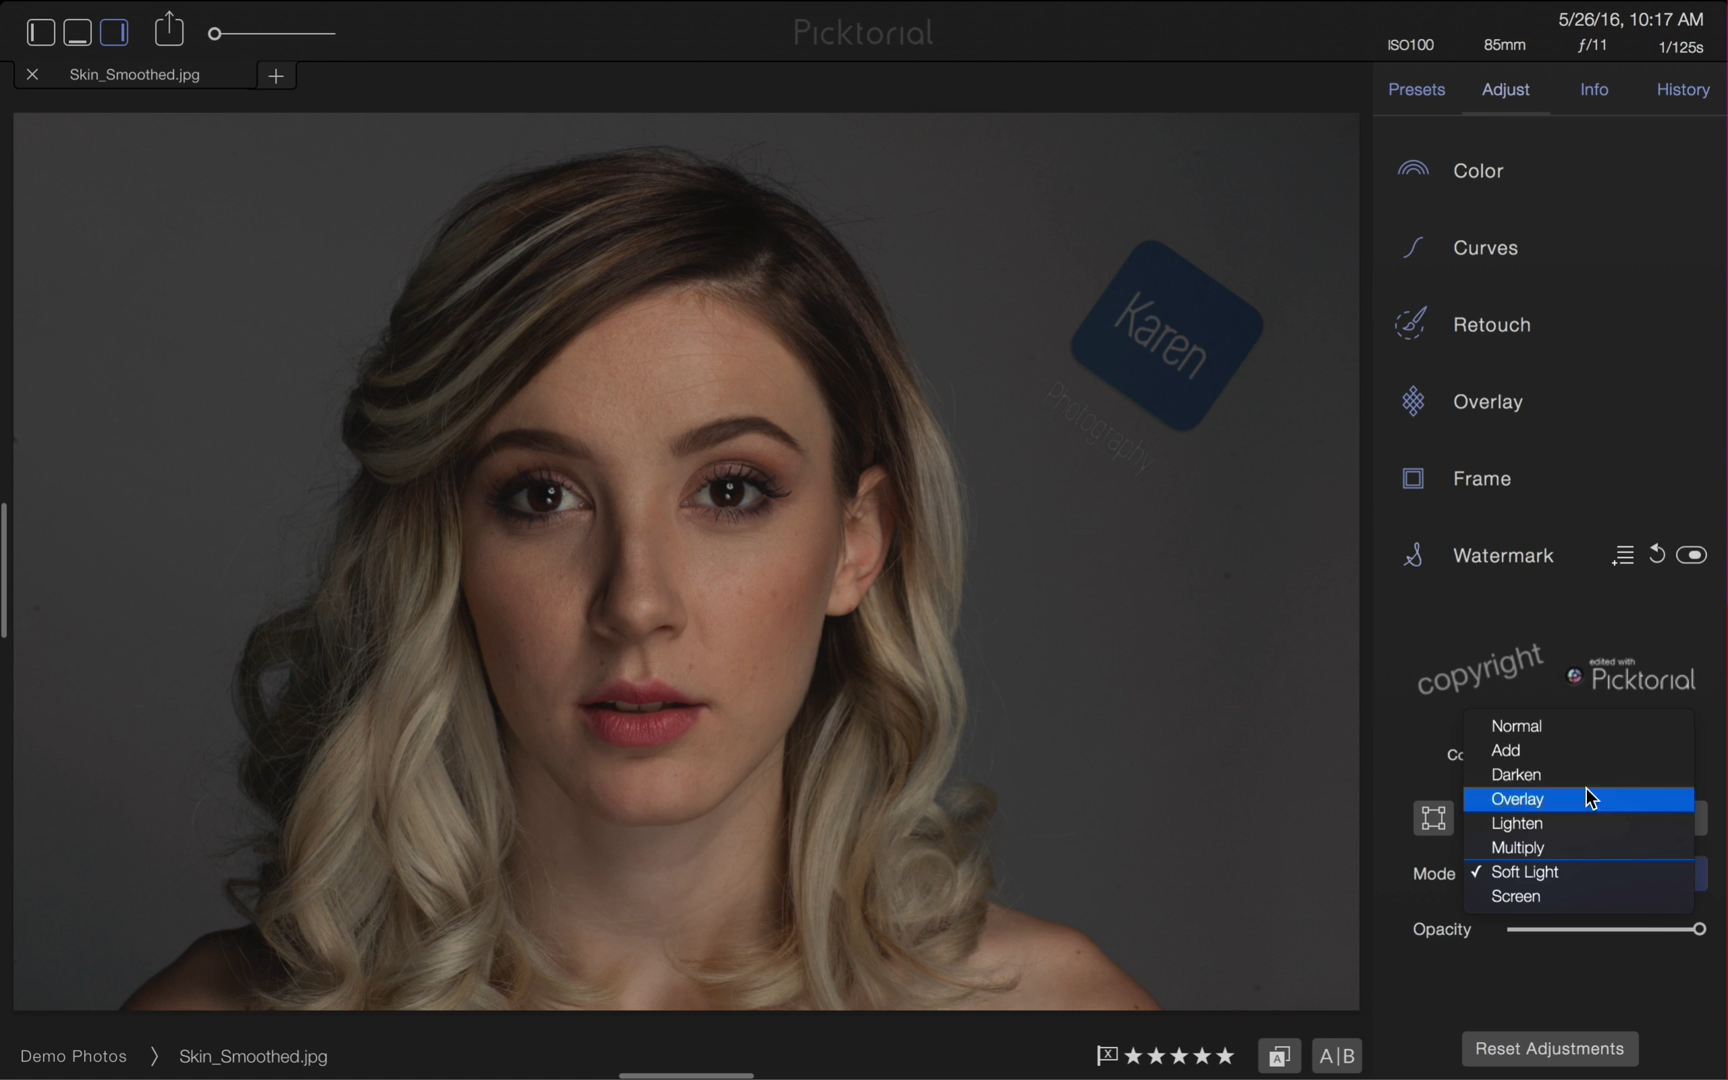 Picktorial
5/26/16, 10:17 AM
ISO100 85mm ƒ/11 1/125s
Skin_Smoothed.jpg
Presets Adjust Info History
Color
Curves
Retouch
Overlay
Frame
Watermark
Karen
Photography
copyright
edited with
Picktorial
Normal
Add
Darken
Overlay
Lighten
Multiply
Mode ✓ Soft Light
Screen
Opacity
Reset Adjustments
Demo Photos 〉 Skin_Smoothed.jpg
A
A|B